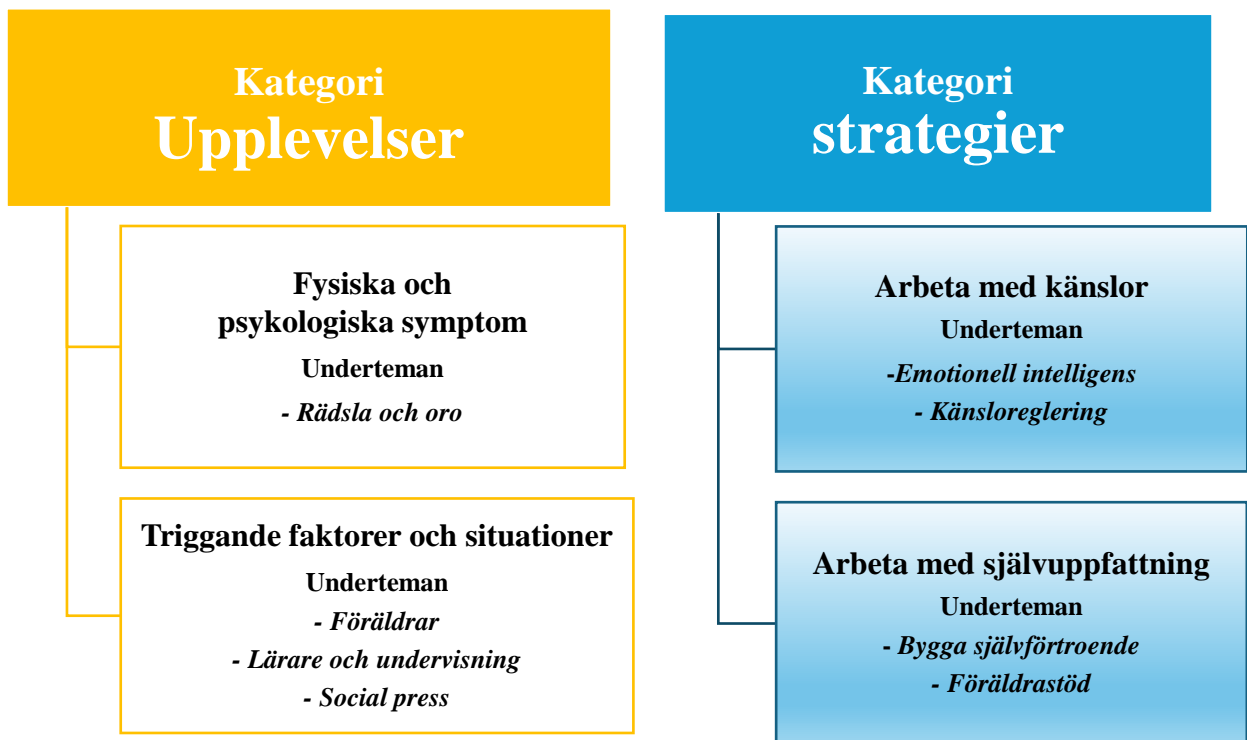 Kategori
Upplevelser
Fysiska och
psykologiska symptom
Underteman
- Rädsla och oro
Triggande faktorer och situationer
Underteman
- Föräldrar
- Lärare och undervisning
- Social press
Kategori
strategier
Arbeta med känslor
Underteman
-Emotionell intelligens
- Känsloreglering
Arbeta med självuppfattning
Underteman
- Bygga självförtroende
- Föräldrastöd